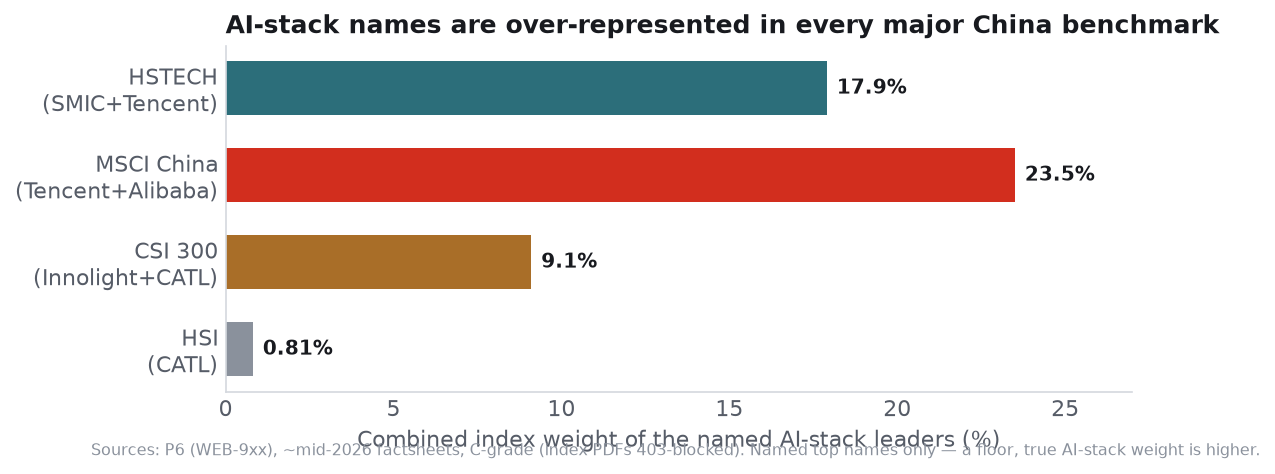 AI-stack names are over-represented in every major China benchmark
HSTECH
(SMIC+Tencent)
17.9%
MSCI China
(Tencent+Alibaba)
23.5%
CSI 300
(Innolight+CATL)
9.1%
HSI
(CATL)
0.81%
0 5 10 15 20 25
Combined index weight of the named AI-stack leaders (%)
Sources: P6 (WEB-9xx), ~mid-2026 factsheets, C-grade (index PDFs 403-blocked). Named top names only — a floor, true AI-stack weight is higher.